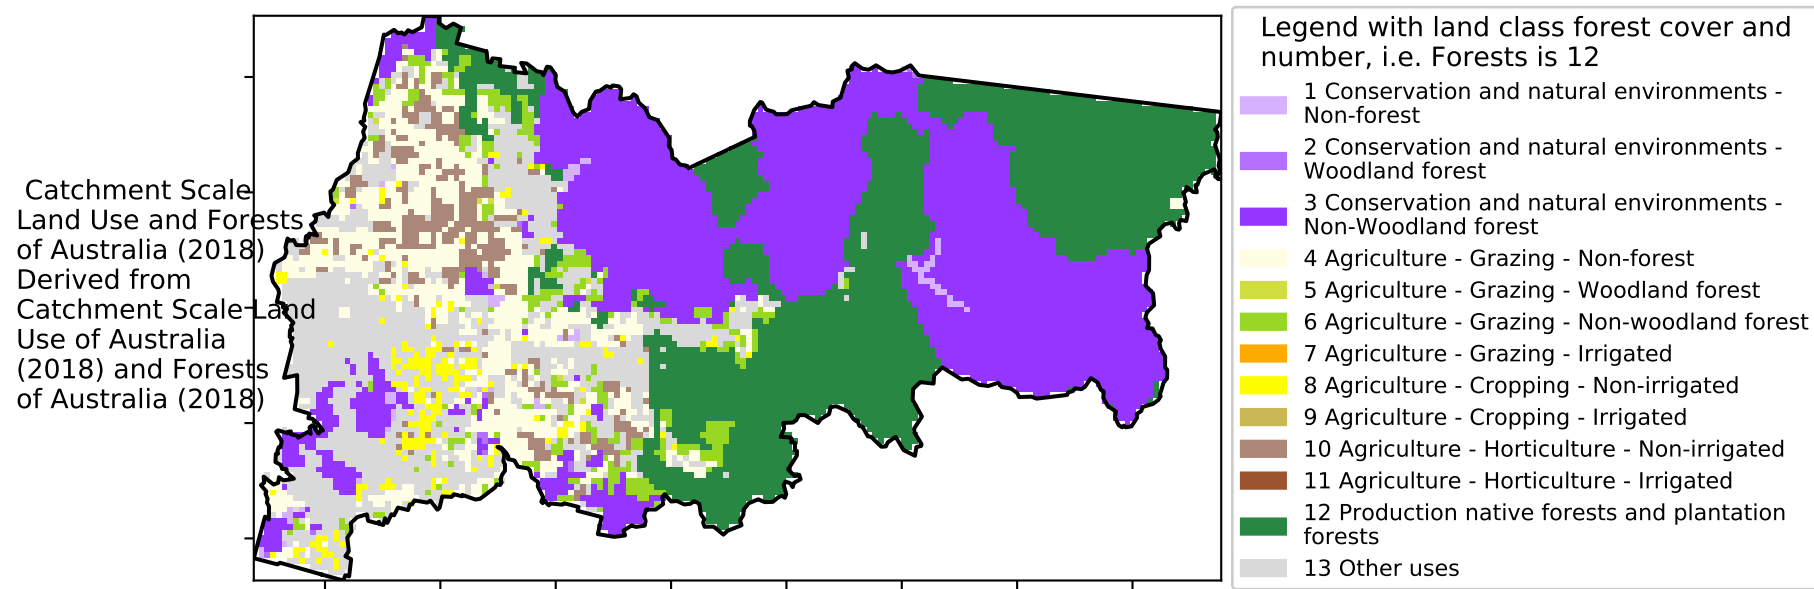 Catchment Scale
Land Use and Forests
of Australia (2018)
Derived from
Catchment Scale Land
Use of Australia
(2018) and Forests
of Australia (2018)
Legend with land class forest cover and
number, i.e. Forests is 12
1 Conservation and natural environments -
Non-forest
2 Conservation and natural environments -
Woodland forest
3 Conservation and natural environments -
Non-Woodland forest
4 Agriculture - Grazing - Non-forest
5 Agriculture - Grazing - Woodland forest
6 Agriculture - Grazing - Non-woodland forest
7 Agriculture - Grazing - Irrigated
8 Agriculture - Cropping - Non-irrigated
9 Agriculture - Cropping - Irrigated
10 Agriculture - Horticulture - Non-irrigated
11 Agriculture - Horticulture - Irrigated
12 Production native forests and plantation
forests
13 Other uses